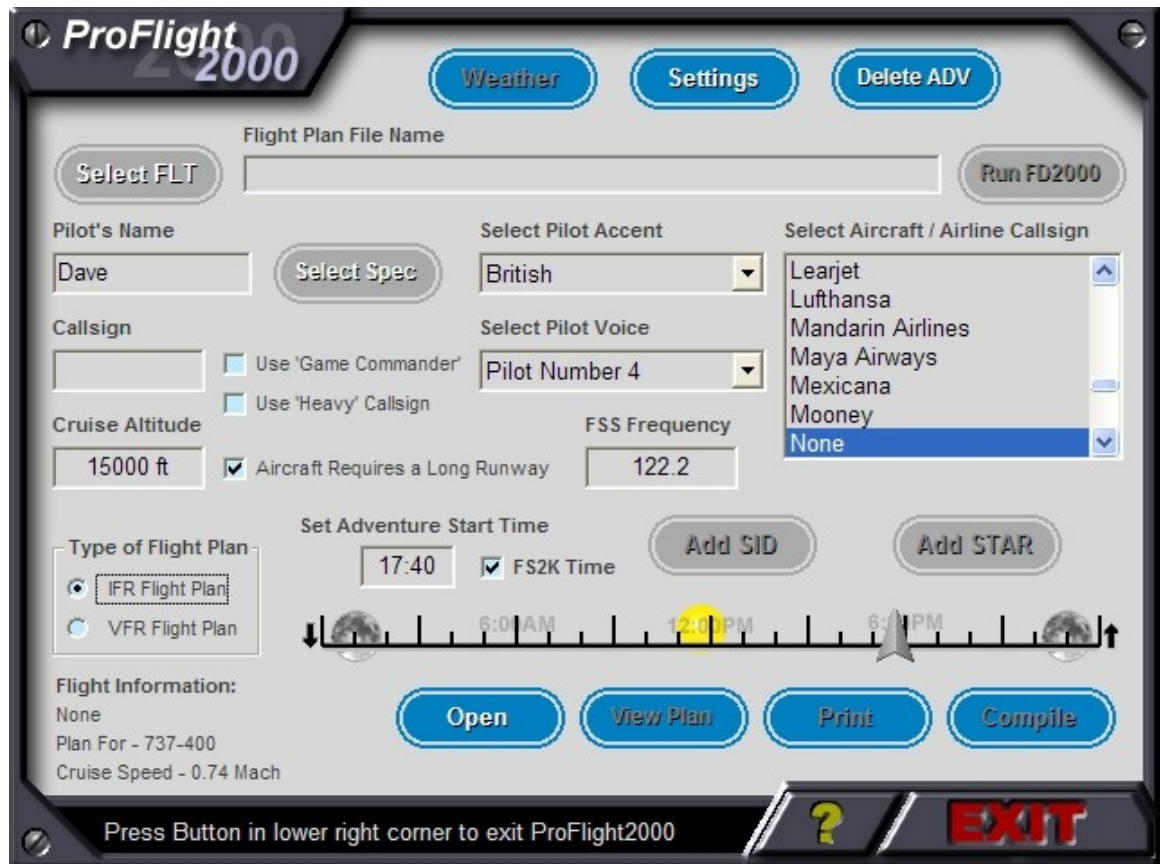 ProFlight
2000
Weather
Settings
Delete ADV
Flight Plan File Name
Select FLT
Run FD2000
Pilot's Name
Select Pilot Accent
Select Aircraft / Airline Callsign
Dave
Select Spec
British
Learjet
Lufthansa
Mandarin Airlines
Maya Airways
Mexicana
Mooney
None
Callsign
Select Pilot Voice
Use 'Game Commander'
Pilot Number 4
Use 'Heavy' Callsign
Cruise Altitude
FSS Frequency
15000 ft
Aircraft Requires a Long Runway
122.2
Set Adventure Start Time
Type of Flight Plan
17:40
FS2K Time
Add SID
Add STAR
IFR Flight Plan
VFR Flight Plan
6:00AM
12:00PM
6:00PM
Flight Information:
None
Plan For - 737-400
Cruise Speed - 0.74 Mach
Open
View Plan
Print
Compile
Press Button in lower right corner to exit ProFlight2000
?
EXIT